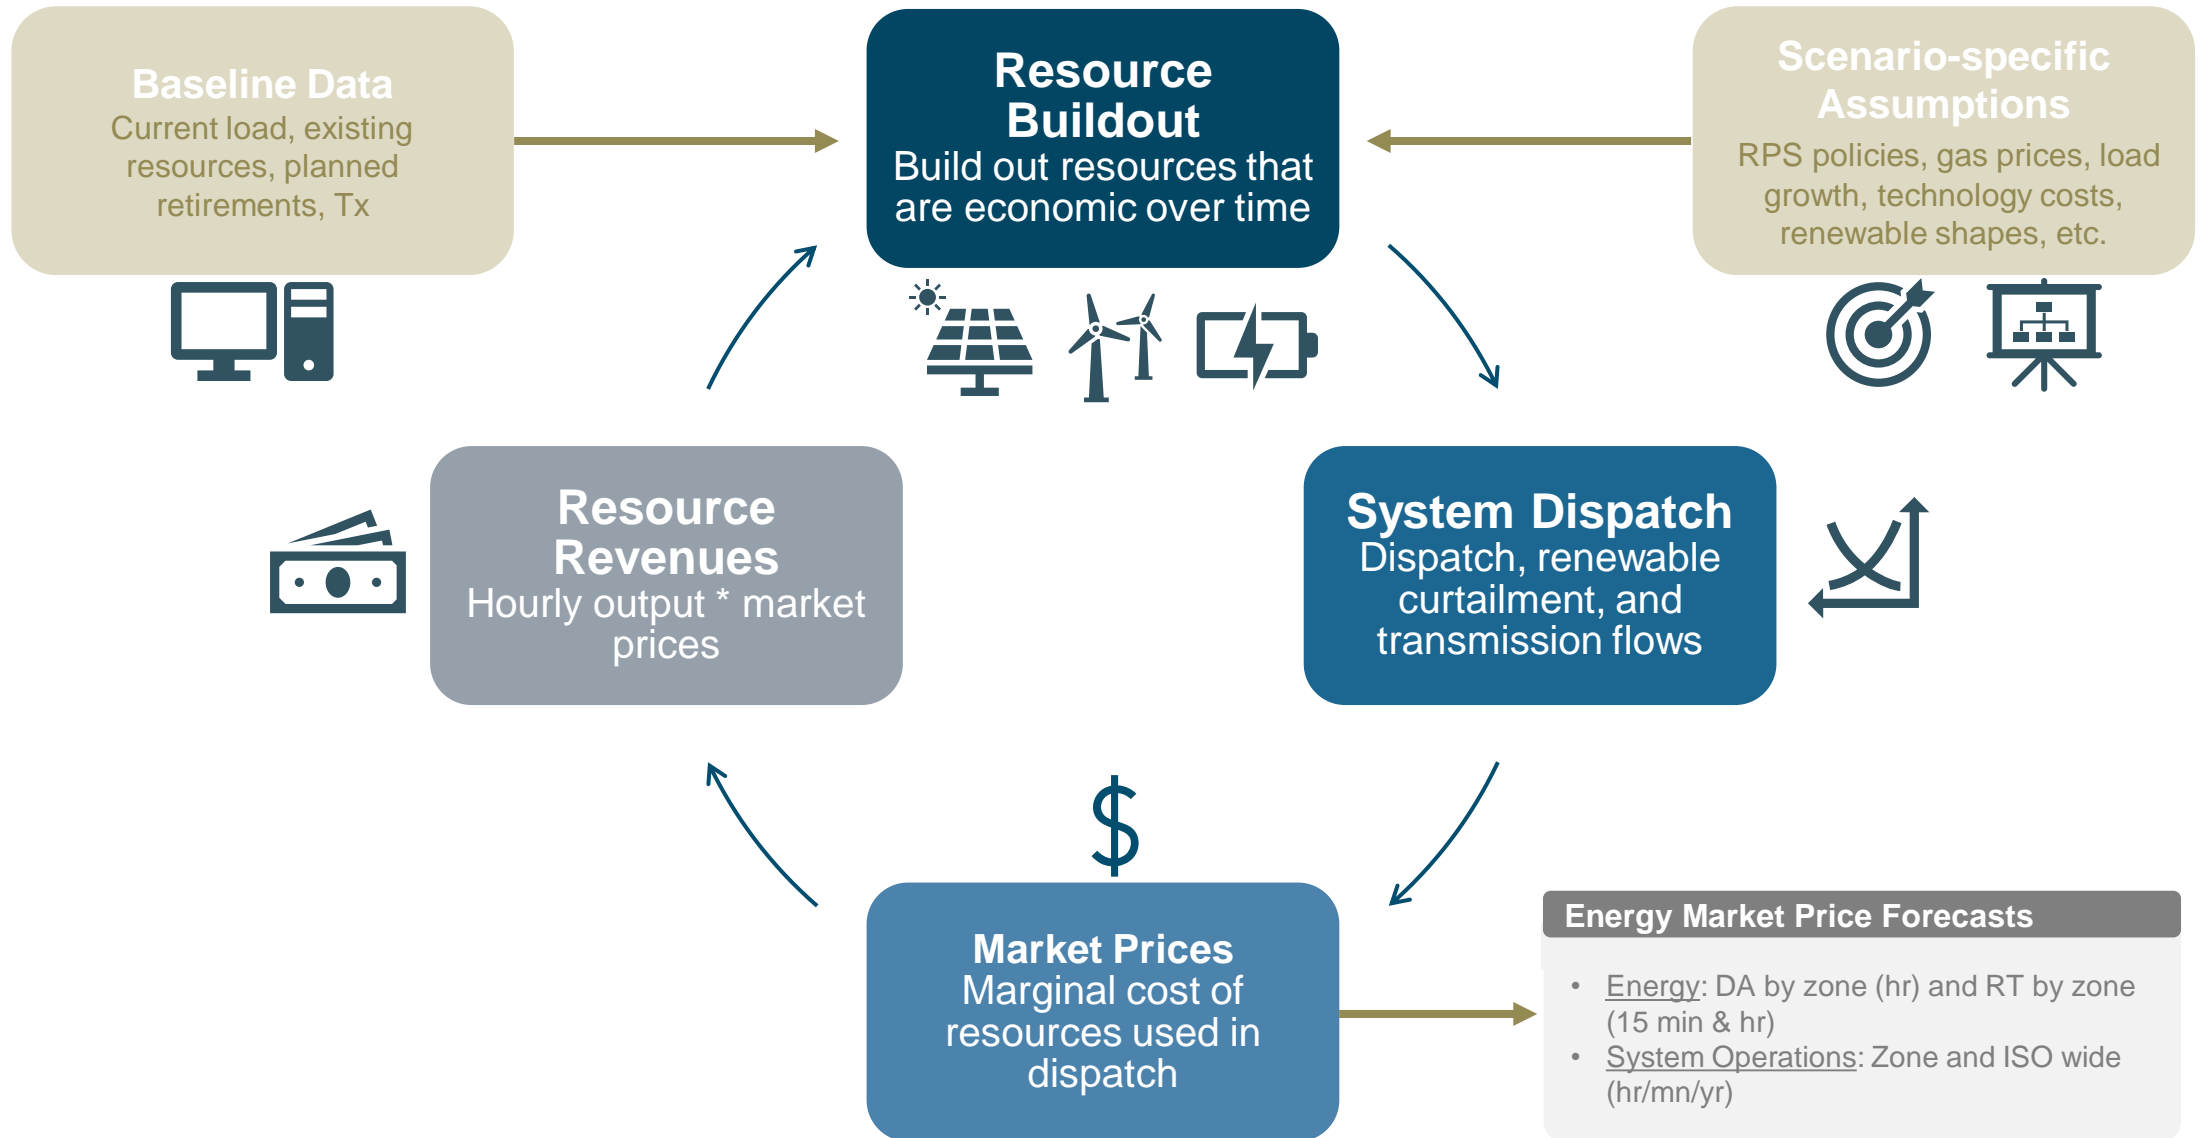 Baseline Data
Current load, existing
resources, planned
retirements, Tx
Resource
Buildout
Build out resources that
are economic over time
Scenario-specific
Assumptions
RPS policies, gas prices, load
growth, technology costs,
renewable shapes, etc.
Resource
Revenues
Hourly output * market
prices
System Dispatch
Dispatch, renewable
curtailment, and
transmission flows
$
Market Prices
Marginal cost of
resources used in
dispatch
Energy Market Price Forecasts
• Energy: DA by zone (hr) and RT by zone
(15 min & hr)
• System Operations: Zone and ISO wide
(hr/mn/yr)